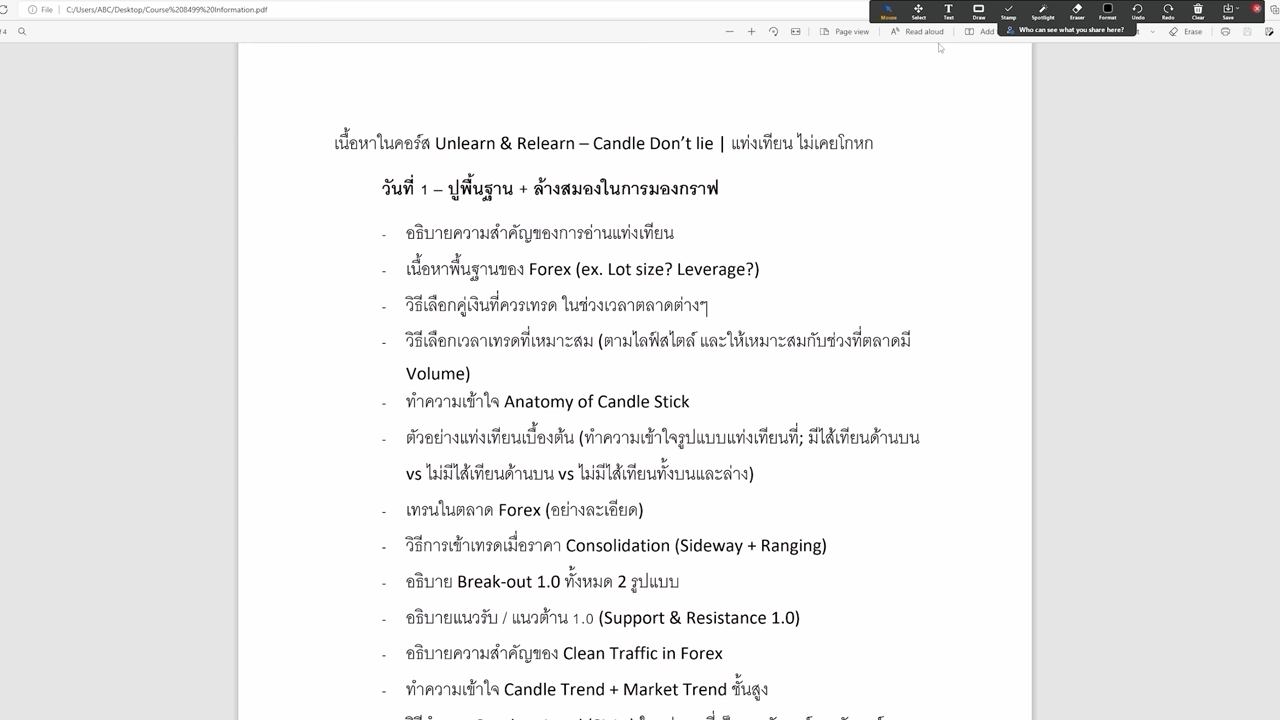 File C:/Users/ABC/Desktop/Course%208499%20Information.pdf
Mouse Select Text Draw Stamp Spotlight Eraser Format Undo Redo Clear Save
Page view Read aloud Add Who can see what you share here? Erase
เนื้อหาในคอร์ส Unlearn & Relearn – Candle Don't lie | แท่งเทียน ไม่เคยโกหก
วันที่ 1 – ปูพื้นฐาน + ล้างสมองในการมองกราฟ
- อธิบายความสำคัญของการอ่านแท่งเทียน
- เนื้อหาพื้นฐานของ Forex (ex. Lot size? Leverage?)
- วิธีเลือกคู่เงินที่ควรเทรด ในช่วงเวลาตลาดต่างๆ
- วิธีเลือกเวลาเทรดที่เหมาะสม (ตามไลฟ์สไตล์ และให้เหมาะสมกับช่วงที่ตลาดมี
Volume)
- ทำความเข้าใจ Anatomy of Candle Stick
- ตัวอย่างแท่งเทียนเบื้องต้น (ทำความเข้าใจรูปแบบแท่งเทียนที่; มีไส้เทียนด้านบน
vs ไม่มีไส้เทียนด้านบน vs ไม่มีไส้เทียนทั้งบนและล่าง)
- เทรนในตลาด Forex (อย่างละเอียด)
- วิธีการเข้าเทรดเมื่อราคา Consolidation (Sideway + Ranging)
- อธิบาย Break-out 1.0 ทั้งหมด 2 รูปแบบ
- อธิบายแนวรับ / แนวต้าน 1.0 (Support & Resistance 1.0)
- อธิบายความสำคัญของ Clean Traffic in Forex
- ทำความเข้าใจ Candle Trend + Market Trend ชั้นสูง